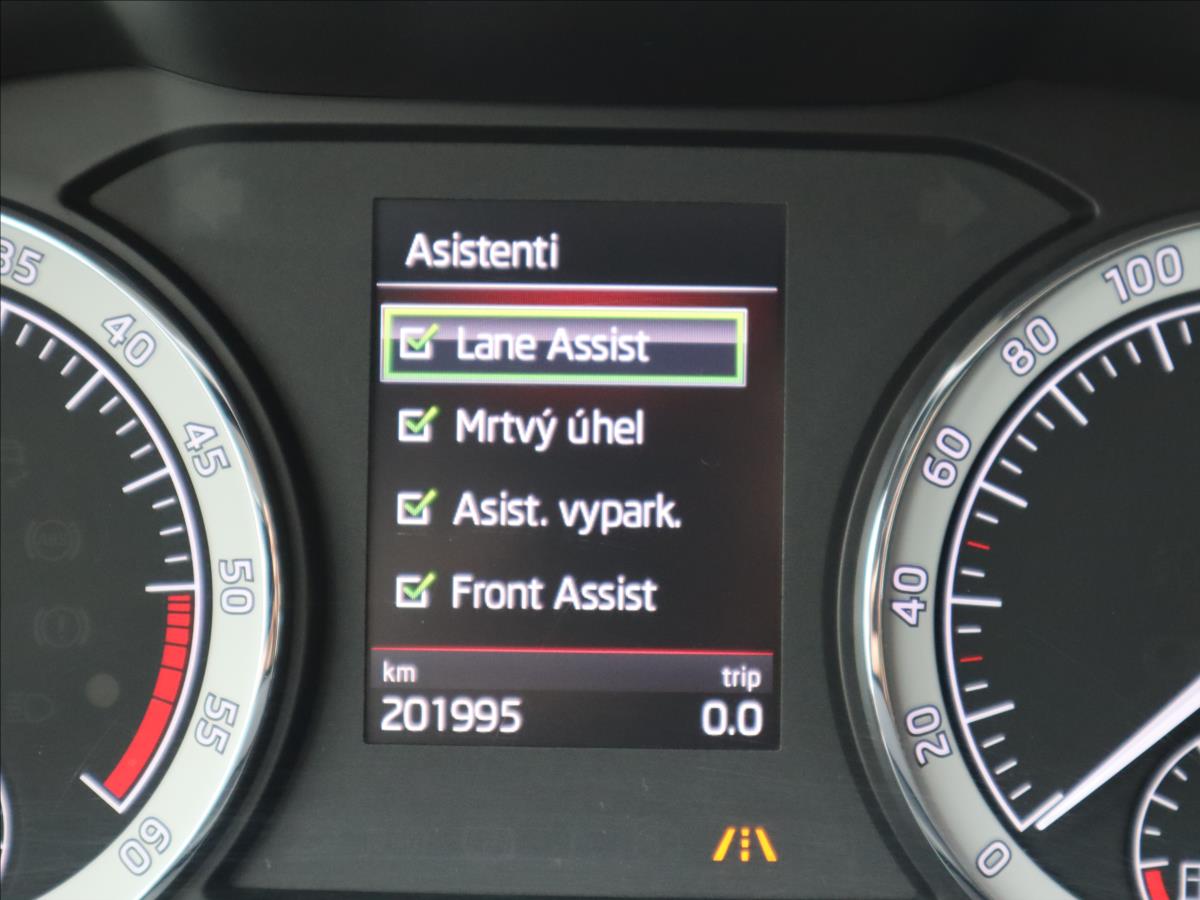 Asistenti
Lane Assist
Mrtvý úhel
Asist. vypark.
Front Assist
km trip
201995 0.0
35
40
45
50
55
60
100
80
60
40
20
0